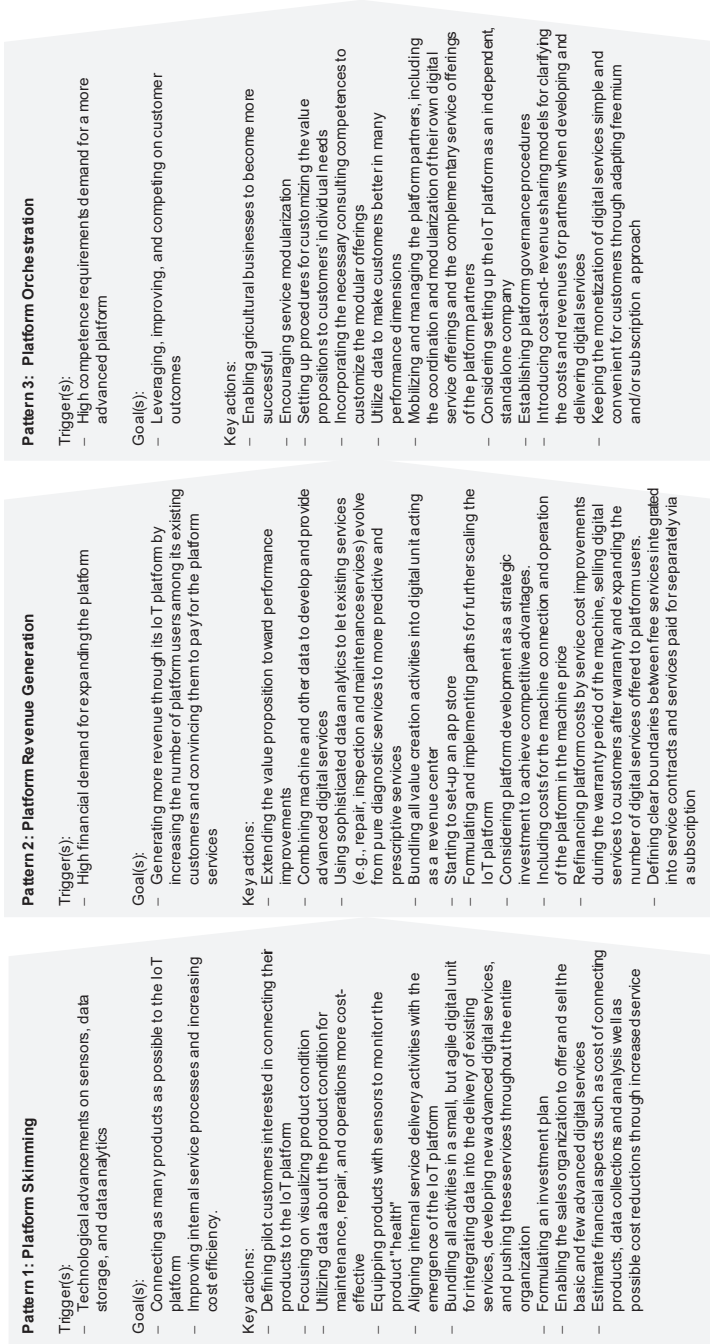 Pattern 1: Platform Skimming
Trigger(s):
– Technological advancements on sensors, data
storage, and data analytics
Goal(s):
– Connecting as many products as possible to the IoT
platform
– Improving internal service processes and increasing
cost efficiency.
Key actions:
– Defining pilot customers interested in connecting their
products to the IoT platform
– Focusing on visualizing product condition
– Utilizing data about the product condition for
maintenance, repair, and operations more cost-
effective
– Equipping products with sensors to monitor the
product "health"
– Aligning internal service delivery activities with the
emergence of the IoT platform
– Bundling all activities in a small, but agile digital unit
for integrating data into the delivery of existing
services, developing new advanced digital services,
and pushing these services throughout the entire
organization
– Formulating an investment plan
– Enabling the sales organization to offer and sell the
basic and few advanced digital services
– Estimate financial aspects such as cost of connecting
products, data collections and analysis well as
possible cost reductions through increased service
Pattern 2: Platform Revenue Generation
Trigger(s):
– High financial demand for expanding the platform
Goal(s):
– Generating more revenue through its IoT platform by
increasing the number of platform users among its existing
customers and convincing them to pay for the platform
services
Key actions:
– Extending the value proposition toward performance
improvements
– Combining machine and other data to develop and provide
advanced digital services
– Using sophisticated data analytics to let existing services
(e.g., repair, inspection and maintenance services) evolve
from pure diagnostic services to more predictive and
prescriptive services
– Bundling all value creation activities into digital unit acting
as a revenue center
– Starting to set-up an app store
– Formulating and implementing paths for further scaling the
IoT platform
– Considering platform development as a strategic
investment to achieve competitive advantages.
– Including costs for the machine connection and operation
of the platform in the machine price
– Refinancing platform costs by service cost improvements
during the warranty period of the machine, selling digital
services to customers after warranty and expanding the
number of digital services offered to platform users.
– Defining clear boundaries between free services integrated
into service contracts and services paid for separately via
a subscription
Pattern 3: Platform Orchestration
Trigger(s):
– High competence requirements demand for a more
advanced platform
Goal(s):
– Leveraging, improving, and competing on customer
outcomes
Key actions:
– Enabling agricultural businesses to become more
successful
– Encouraging service modularization
– Setting up procedures for customizing the value
propositions to customers' individual needs
– Incorporating the necessary consulting competences to
customize the modular offerings
– Utilize data to make customers better in many
performance dimensions
– Mobilizing and managing the platform partners, including
the coordination and modularization of their own digital
service offerings and the complementary service offerings
of the platform partners
– Considering setting up the IoT platform as an independent,
standalone company
– Establishing platform governance procedures
– Introducing cost-and-revenue sharing models for clarifying
the costs and revenues for partners when developing and
delivering digital services
– Keeping the monetization of digital services simple and
convenient for customers through adapting freemium
and/or subscription approach